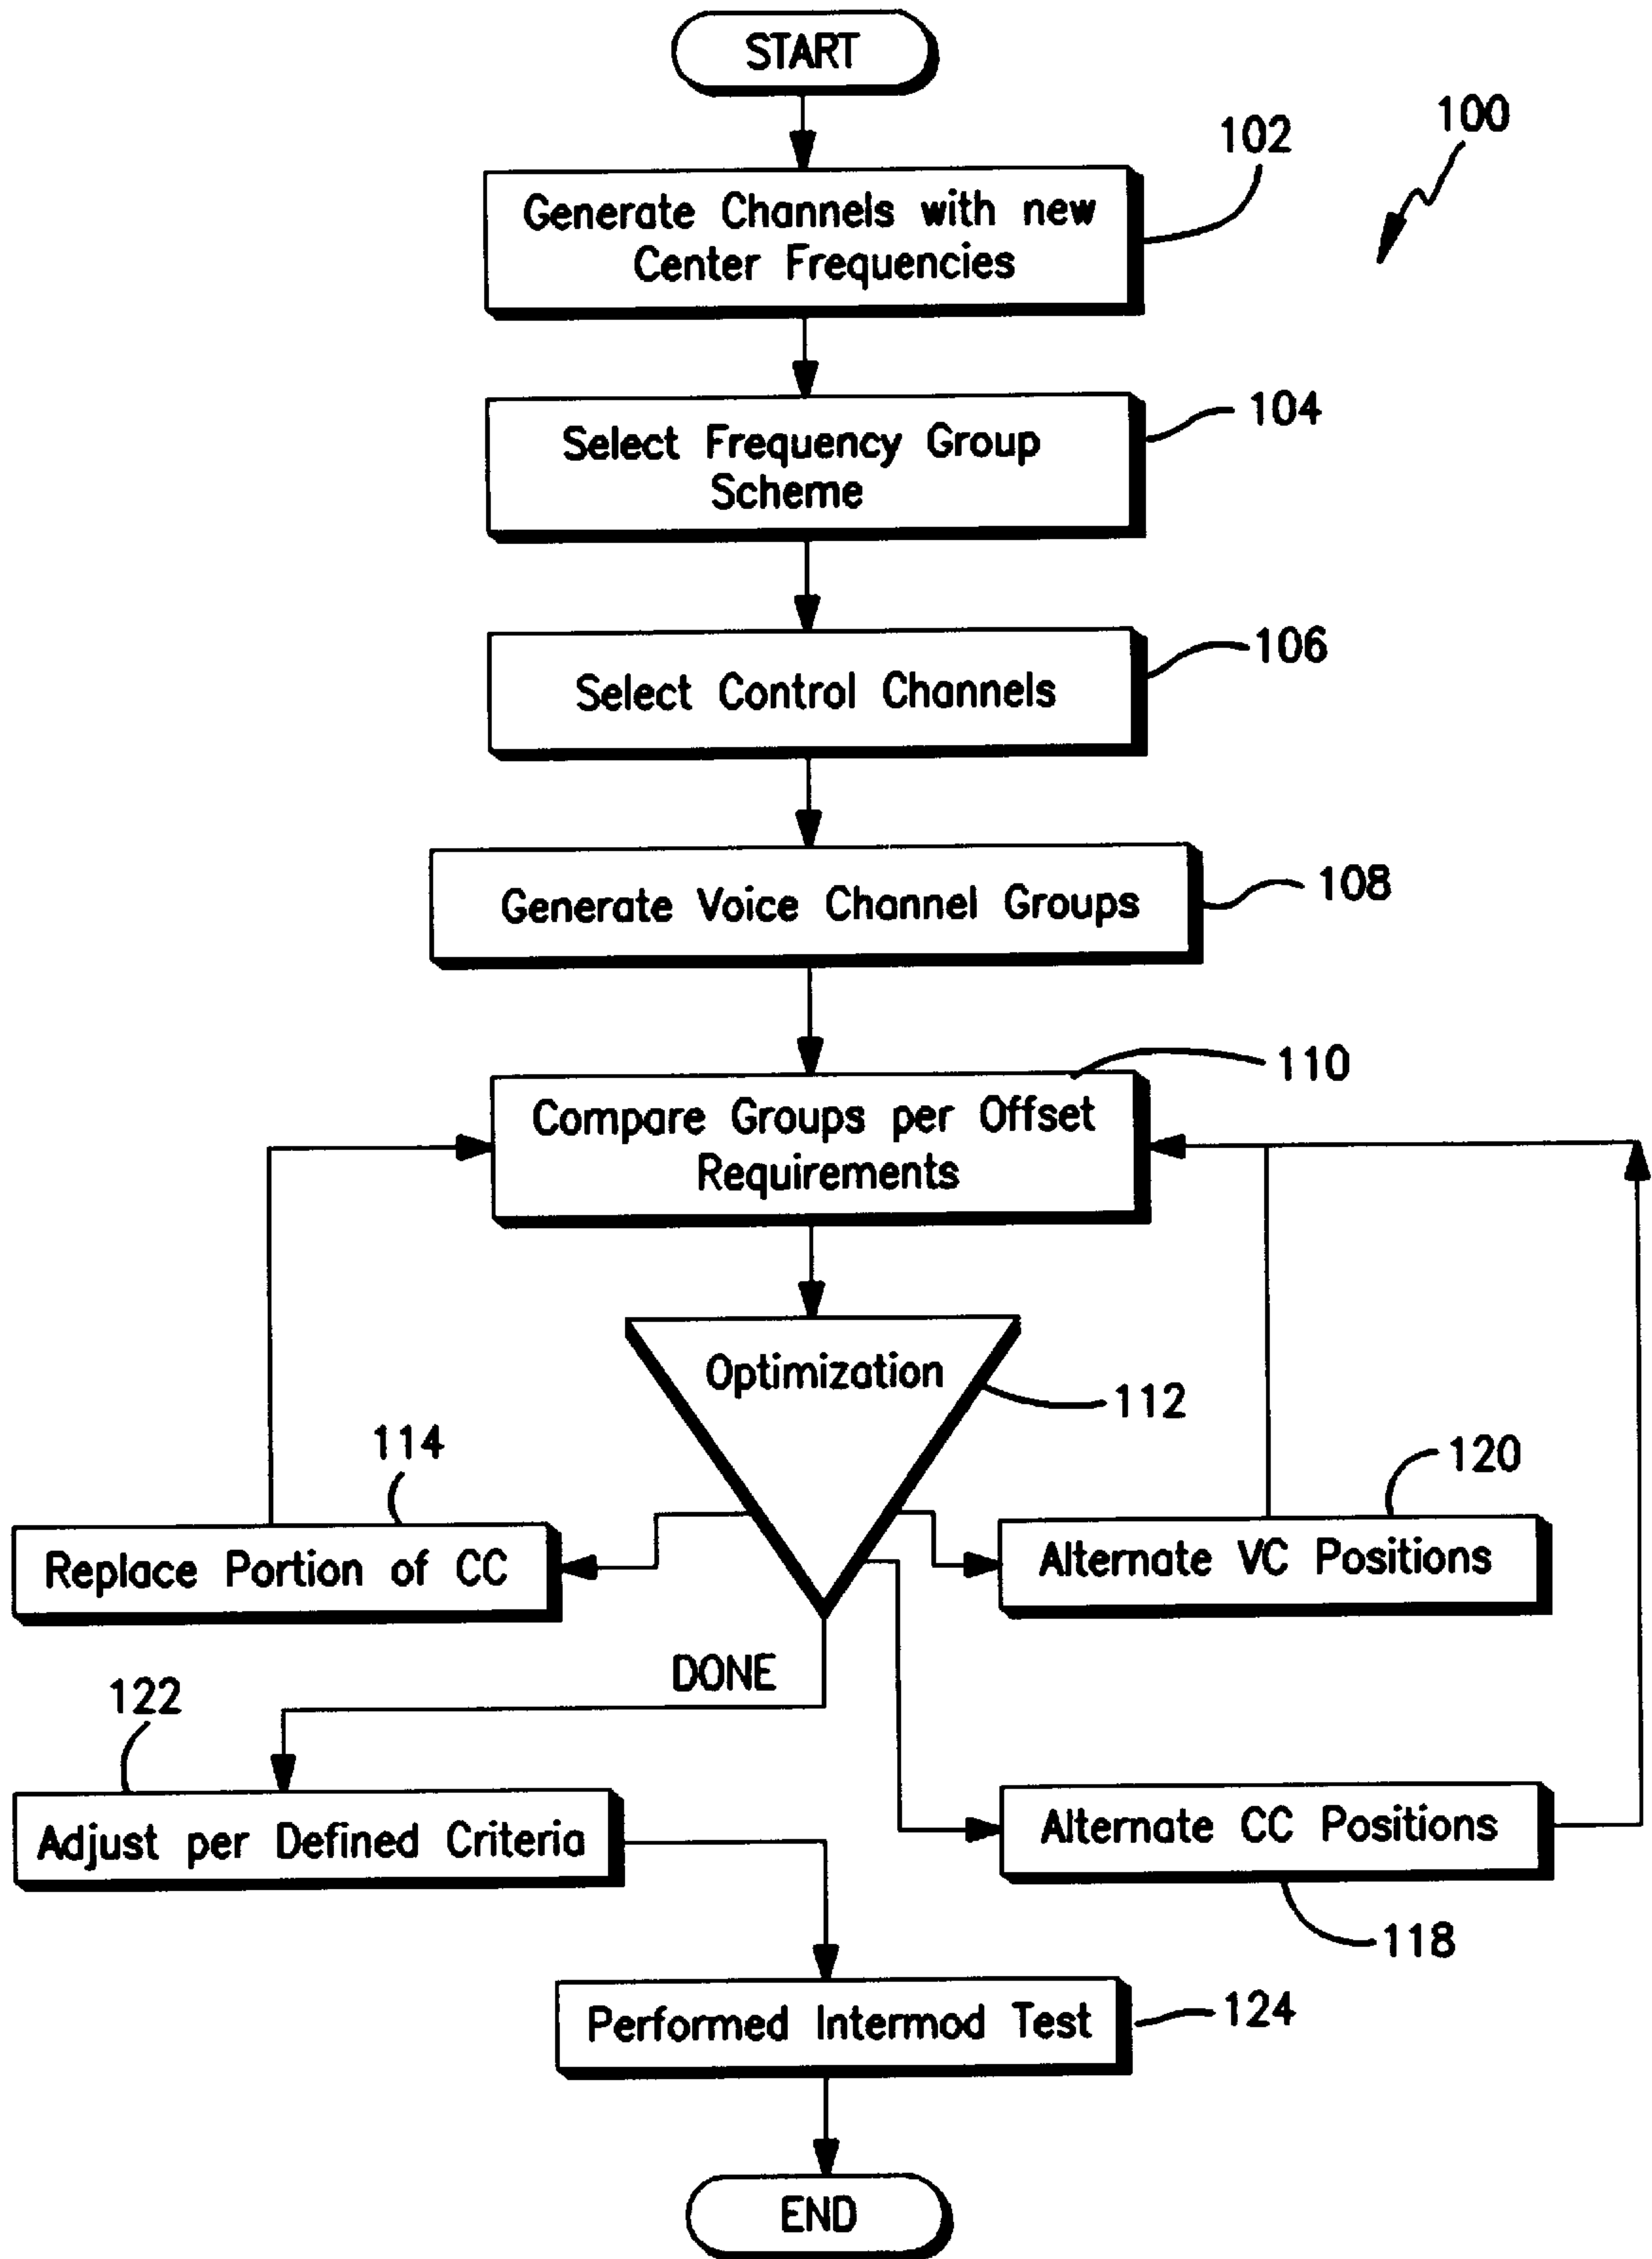 START
100
102
Generate Channels with new
Center Frequencies
104
Select Frequency Group
Scheme
106
Select Control Channels
108
Generate Voice Channel Groups
110
Compare Groups per Offset
Requirements
Optimization
112
114
120
Replace Portion of CC
Alternate VC Positions
DONE
122
Adjust per Defined Criteria
Alternate CC Positions
118
Performed Intermod Test
124
END